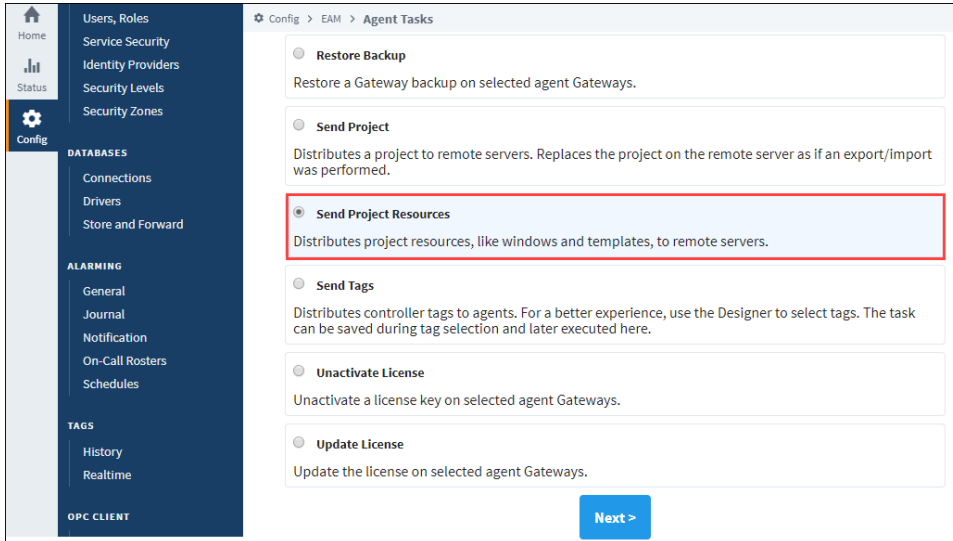 Home
Status
Config
Users, Roles
Service Security
Identity Providers
Security Levels
Security Zones
DATABASES
Connections
Drivers
Store and Forward
ALARMING
General
Journal
Notification
On-Call Rosters
Schedules
TAGS
History
Realtime
OPC CLIENT
Config > EAM > Agent Tasks
Restore Backup
Restore a Gateway backup on selected agent Gateways.
Send Project
Distributes a project to remote servers. Replaces the project on the remote server as if an export/import
was performed.
Send Project Resources
Distributes project resources, like windows and templates, to remote servers.
Send Tags
Distributes controller tags to agents. For a better experience, use the Designer to select tags. The task
can be saved during tag selection and later executed here.
Unactivate License
Unactivate a license key on selected agent Gateways.
Update License
Update the license on selected agent Gateways.
Next >